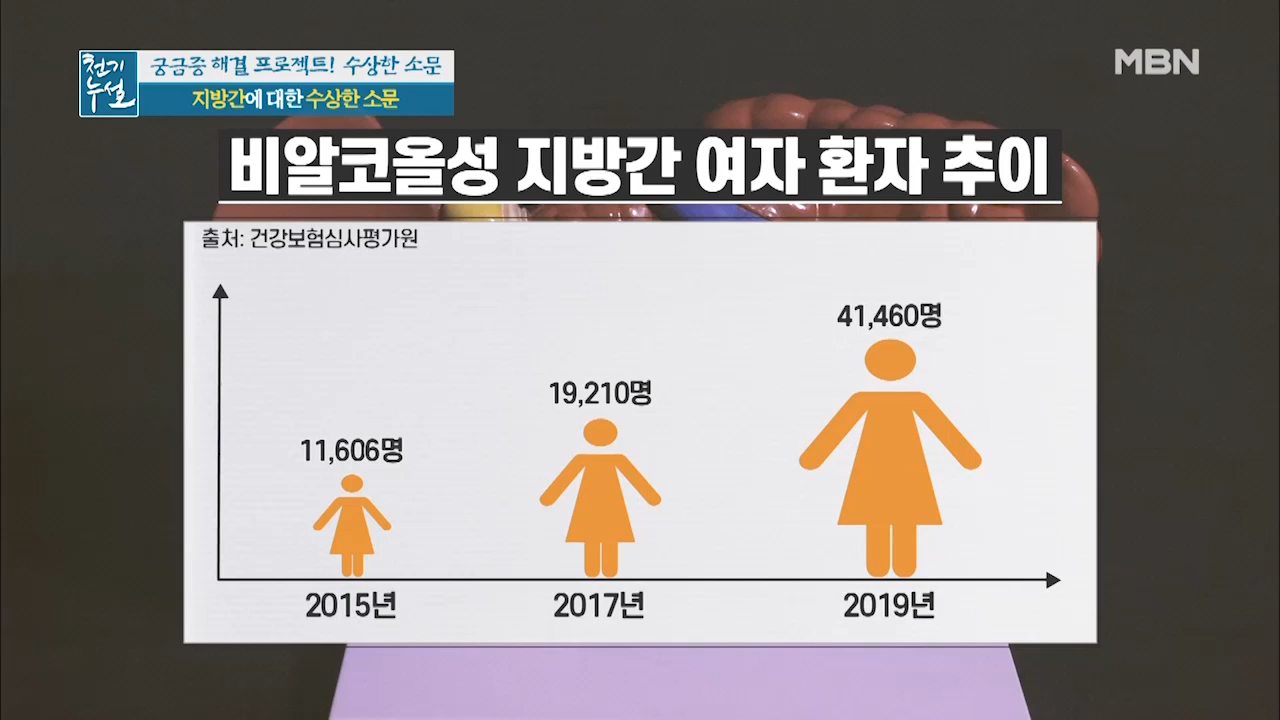 천기누설
궁금증 해결 프로젝트! 수상한 소문
지방간에 대한 수상한 소문
MBN
비알코올성 지방간 여자 환자 추이
출처: 건강보험심사평가원
11,606명
19,210명
41,460명
2015년
2017년
2019년